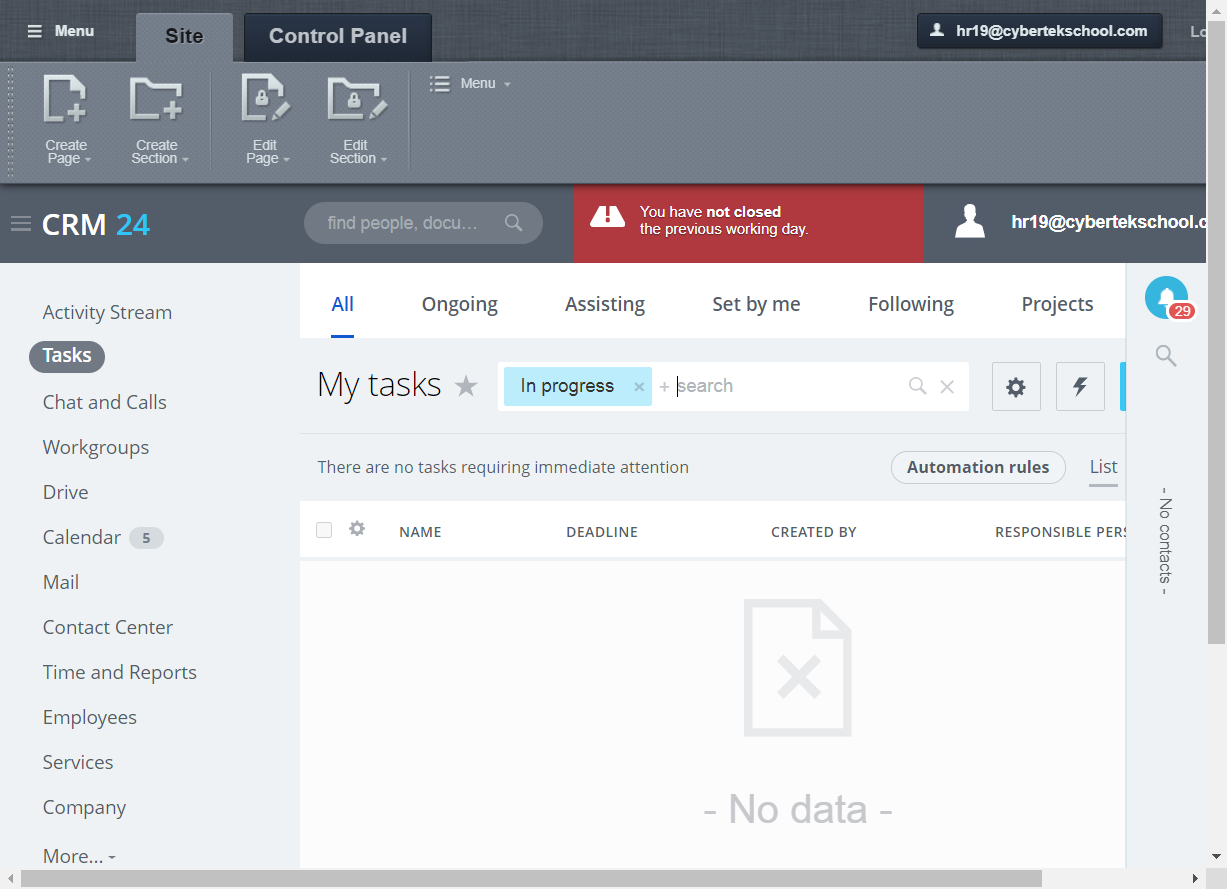 Menu
Site
Control Panel
hr19@cybertekschool.com
Lo
Create Page
Create Section
Edit Page
Edit Section
Menu
CRM 24
find people, docu...
You have not closed
the previous working day.
hr19@cybertekschool.c
Activity Stream
Tasks
Chat and Calls
Workgroups
Drive
Calendar 5
Mail
Contact Center
Time and Reports
Employees
Services
Company
More...
All Ongoing Assisting Set by me Following Projects
29
My tasks
In progress × + search
There are no tasks requiring immediate attention
Automation rules
List
NAME DEADLINE CREATED BY RESPONSIBLE PERS
- No data -
- No contacts -